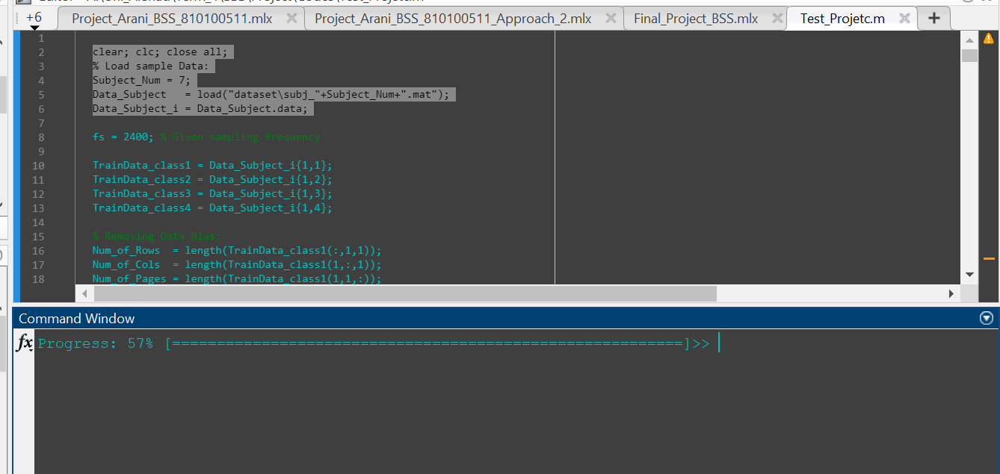 +6
Project_Arani_BSS_810100511.mlx
Project_Arani_BSS_810100511_Approach_2.mlx
Final_Project_BSS.mlx
Test_Projetc.m
1
2 clear; clc; close all;
3 % Load sample Data:
4 Subject_Num = 7;
5 Data_Subject   = load("dataset\subj_"+Subject_Num+".mat");
6 Data_Subject_i = Data_Subject.data;
7
8 fs = 2400; % Given sampling frequency
9
10 TrainData_class1 = Data_Subject_i{1,1};
11 TrainData_class2 = Data_Subject_i{1,2};
12 TrainData_class3 = Data_Subject_i{1,3};
13 TrainData_class4 = Data_Subject_i{1,4};
14
15 % Removing Data Bias:
16 Num_of_Rows  = length(TrainData_class1(:,1,1));
17 Num_of_Cols  = length(TrainData_class1(1,:,1));
18 Num_of_Pages = length(TrainData_class1(1,1,:));
Command Window
fx Progress: 57% [=========================================================]>>